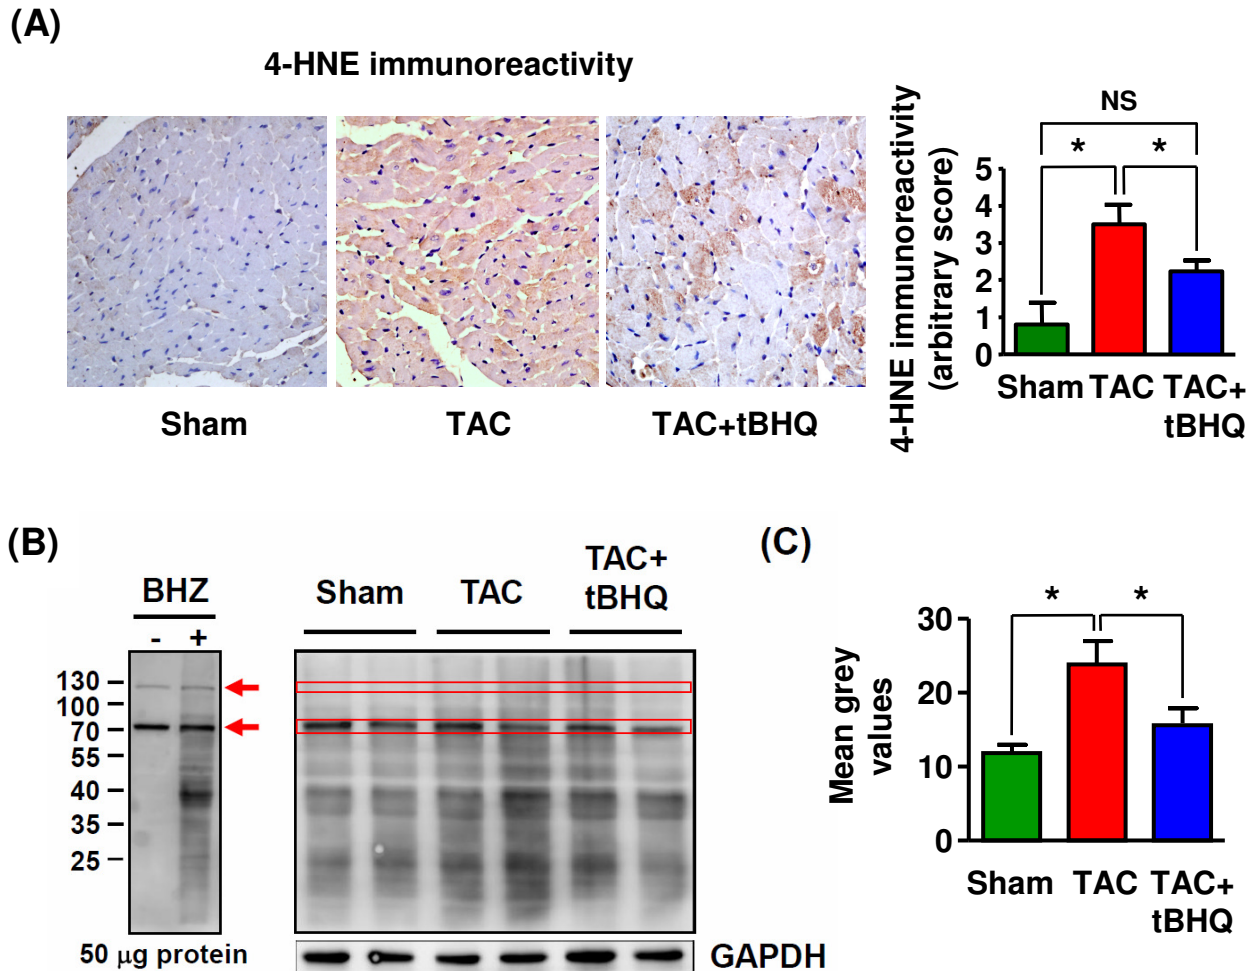 (A)
4-HNE immunoreactivity
Sham
TAC
TAC+tBHQ
4-HNE immunoreactivity
(arbitrary score)
NS
* *
5
4
3
2
1
0
Sham TAC TAC+
tBHQ
(B)
BHZ
- +
Sham
TAC
TAC+
tBHQ
130
100
70
55
40
35
25
50 µg protein
GAPDH
(C)
Mean grey
values
* *
30
20
10
0
Sham TAC TAC+
tBHQ